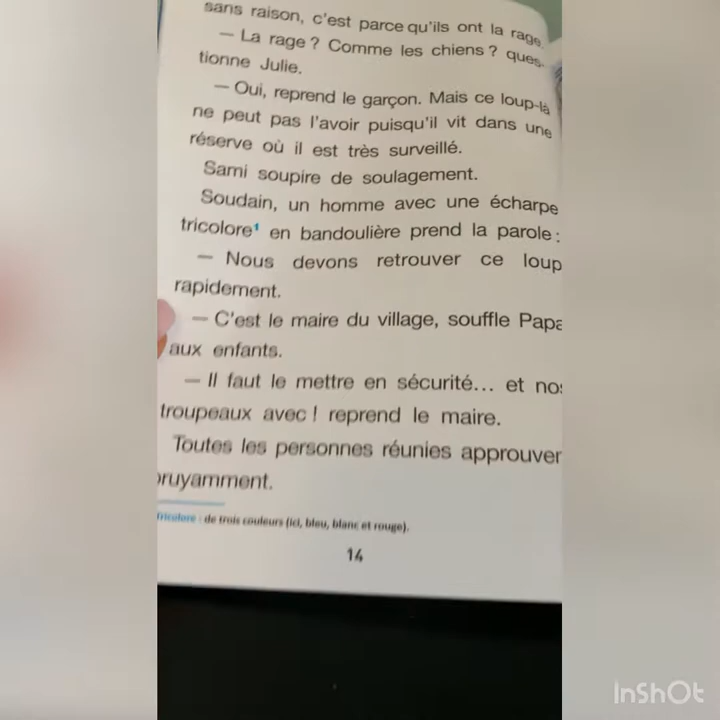 sans raison, c'est parce qu'ils ont la rage.
— La rage ? Comme les chiens ? ques-
tionne Julie.
— Oui, reprend le garçon. Mais ce loup-là
ne peut pas l'avoir puisqu'il vit dans une
réserve où il est très surveillé.
Sami soupire de soulagement.
Soudain, un homme avec une écharpe
tricolore¹ en bandoulière prend la parole :
— Nous devons retrouver ce loup
rapidement.
— C'est le maire du village, souffle Papa
aux enfants.
— Il faut le mettre en sécurité… et nos
troupeaux avec ! reprend le maire.
Toutes les personnes réunies approuven
bruyamment.
Tricolore : de trois couleurs (ici, bleu, blanc et rouge).
14
InShOt